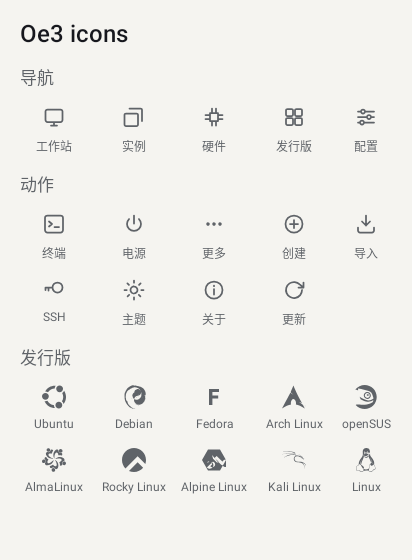 Oe3 icons
导航
工作站 实例 硬件 发行版 配置
动作
终端 电源 更多 创建 导入
SSH 主题 关于 更新
发行版
Ubuntu Debian Fedora Arch Linux openSUS
AlmaLinux Rocky Linux Alpine Linux Kali Linux Linux